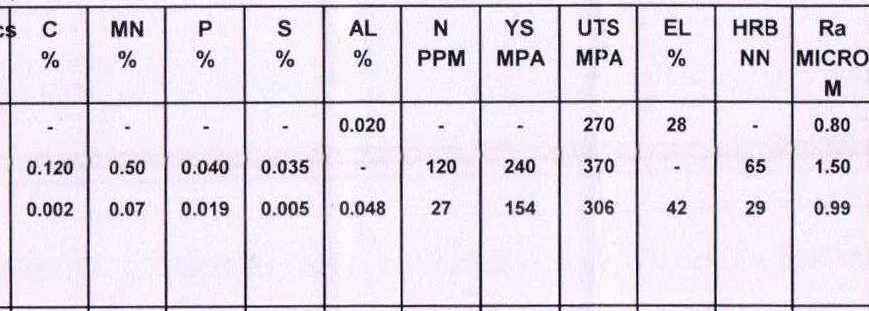 cs C MN P S AL N YS UTS EL HRB Ra
% % % % % PPM MPA MPA % NN MICRO
M
- - - - 0.020 - - 270 28 - 0.80
0.120 0.50 0.040 0.035 - 120 240 370 - 65 1.50
0.002 0.07 0.019 0.005 0.048 27 154 306 42 29 0.99